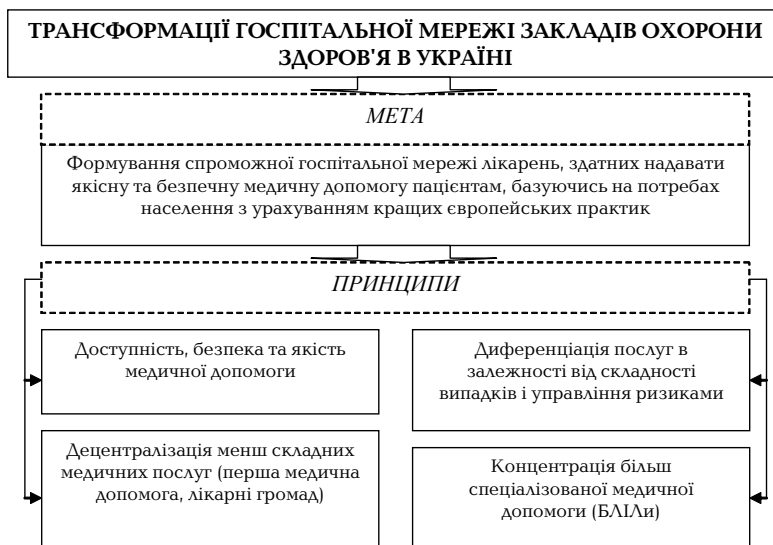 ТРАНСФОРМАЦІЇ ГОСПІТАЛЬНОЇ МЕРЕЖІ ЗАКЛАДІВ ОХОРОНИ
ЗДОРОВ'Я В УКРАЇНІ
МЕТА
Формування спроможної госпітальної мережі лікарень, здатних надавати
якісну та безпечну медичну допомогу пацієнтам, базуючись на потребах
населення з урахуванням кращих європейських практик
ПРИНЦИПИ
Доступність, безпека та якість
медичної допомоги
Диференціація послуг в
залежності від складності
випадків і управління ризиками
Децентралізація менш складних
медичних послуг (перша медична
допомога, лікарні громад)
Концентрація більш
спеціалізованої медичної
допомоги (БЛІЛи)